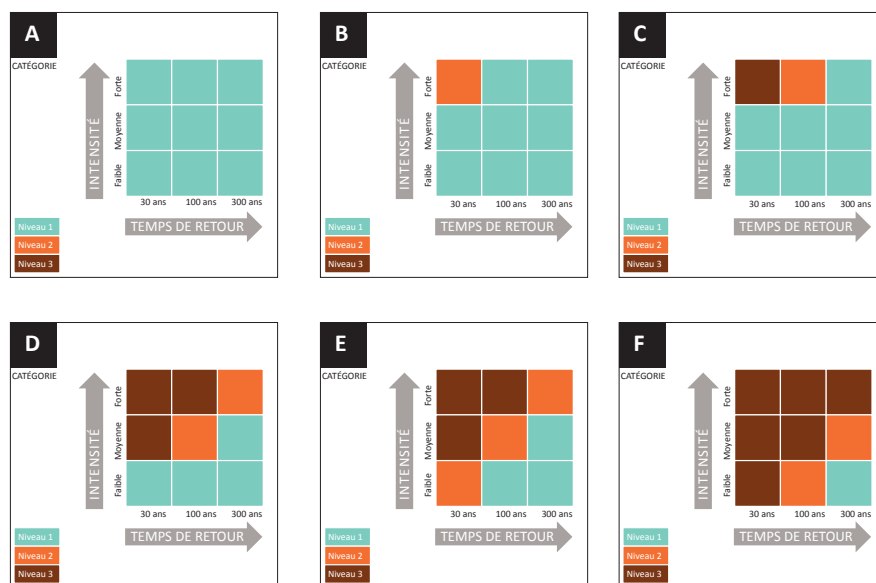 A
CATÉGORIE
INTENSITÉ
Forte
Moyenne
Faible
30 ans 100 ans 300 ans
TEMPS DE RETOUR
Niveau 1
Niveau 2
Niveau 3
B
CATÉGORIE
INTENSITÉ
Forte
Moyenne
Faible
30 ans 100 ans 300 ans
TEMPS DE RETOUR
Niveau 1
Niveau 2
Niveau 3
C
CATÉGORIE
INTENSITÉ
Forte
Moyenne
Faible
30 ans 100 ans 300 ans
TEMPS DE RETOUR
Niveau 1
Niveau 2
Niveau 3
D
CATÉGORIE
INTENSITÉ
Forte
Moyenne
Faible
30 ans 100 ans 300 ans
TEMPS DE RETOUR
Niveau 1
Niveau 2
Niveau 3
E
CATÉGORIE
INTENSITÉ
Forte
Moyenne
Faible
30 ans 100 ans 300 ans
TEMPS DE RETOUR
Niveau 1
Niveau 2
Niveau 3
F
CATÉGORIE
INTENSITÉ
Forte
Moyenne
Faible
30 ans 100 ans 300 ans
TEMPS DE RETOUR
Niveau 1
Niveau 2
Niveau 3